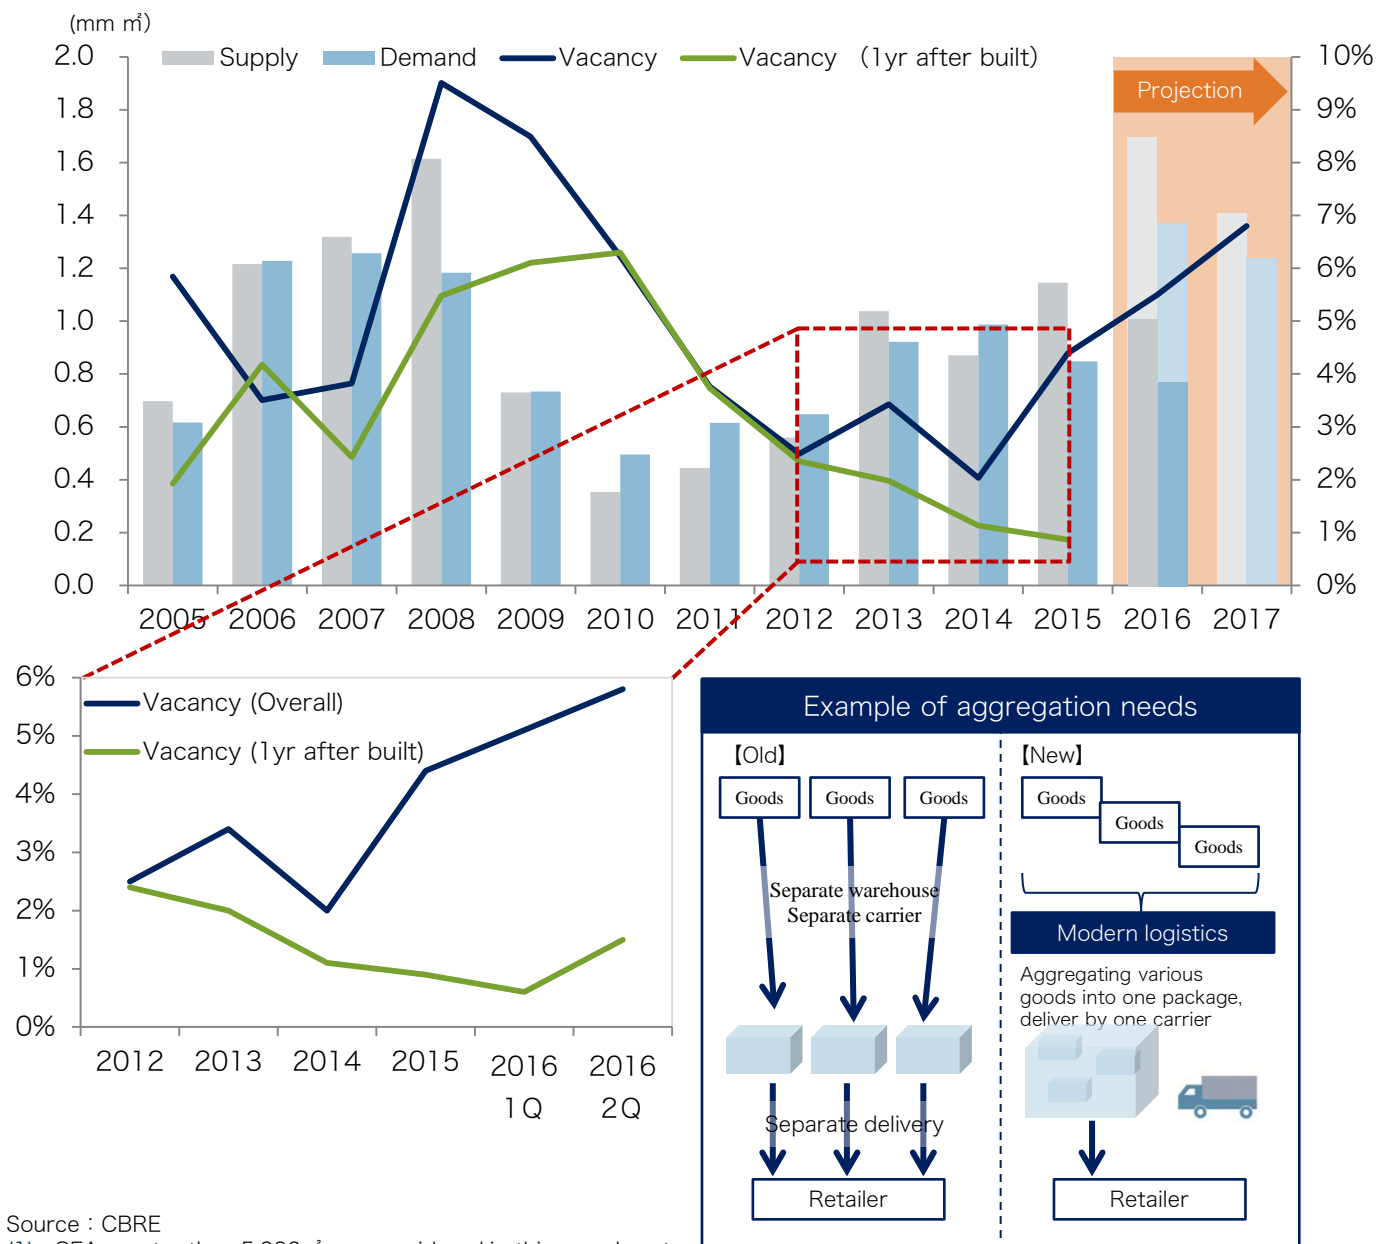 (mm ㎡)
Supply Demand Vacancy Vacancy (1yr after built)
2.0
1.8
1.6
1.4
1.2
1.0
0.8
0.6
0.4
0.2
0.0
10%
9%
8%
7%
6%
5%
4%
3%
2%
1%
0%
Projection
2005 2006 2007 2008 2009 2010 2011 2012 2013 2014 2015 2016 2017
6%
5%
4%
3%
2%
1%
0%
Vacancy (Overall)
Vacancy (1yr after built)
2012 2013 2014 2015 2016 2016
1Q 2Q
Example of aggregation needs
【Old】
Goods Goods Goods
Separate warehouse
Separate carrier
Separate delivery
Retailer
【New】
Goods
Goods
Goods
Modern logistics
Aggregating various
goods into one package,
deliver by one carrier
Retailer
Source：CBRE